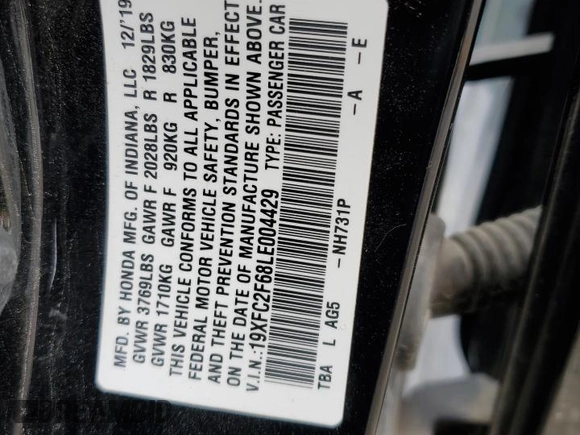 MFD. BY HONDA MFG. OF INDIANA, LLC 12/'19
GVWR 3769LBS GAWR F 2028LBS R 1829LBS
GVWR 1710KG GAWR F 920KG R 830KG
THIS VEHICLE CONFORMS TO ALL APPLICABLE
FEDERAL MOTOR VEHICLE SAFETY, BUMPER,
AND THEFT PREVENTION STANDARDS IN EFFECT
ON THE DATE OF MANUFACTURE SHOWN ABOVE.
V.I.N.:19XFC2F68LE004429 TYPE: PASSENGER CAR
TBA L AG5 -NH731P -A -E